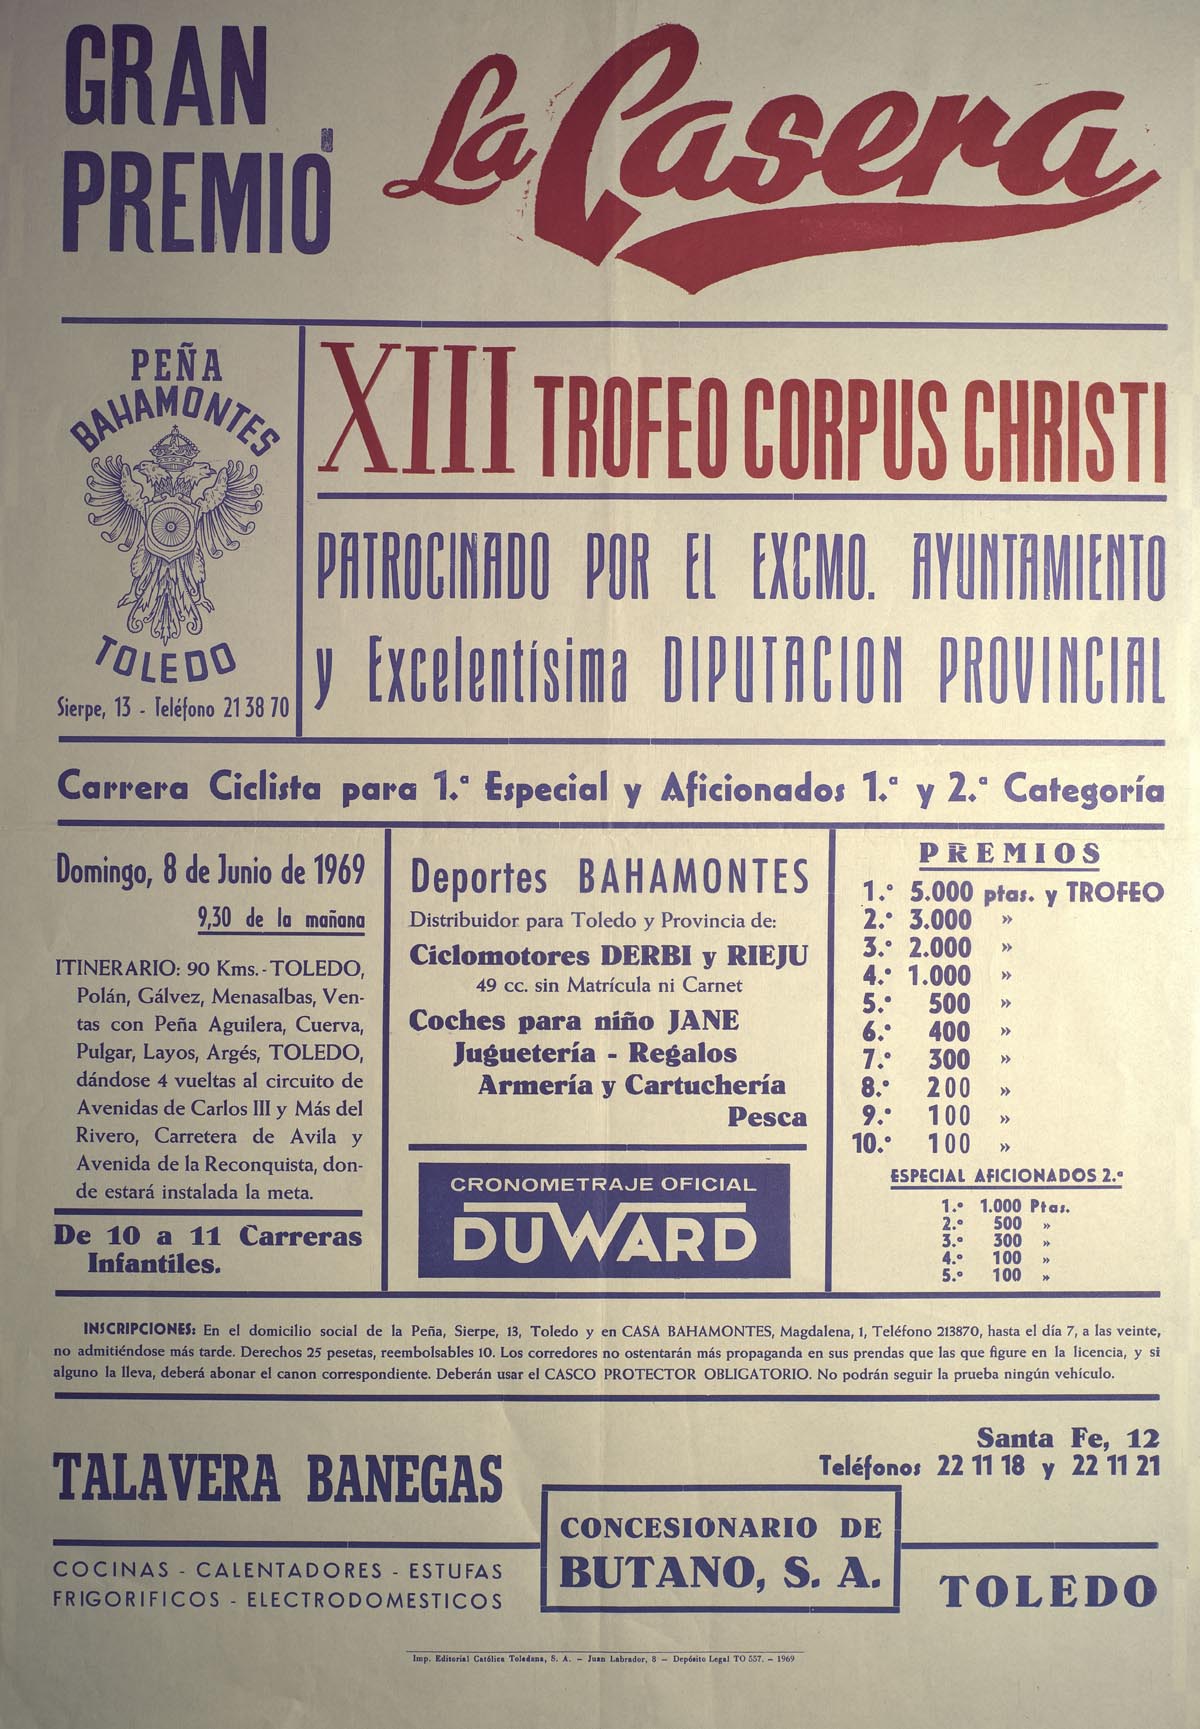 GRAN
PREMIO
La Casera
PEÑA
BAHAMONTES
TOLEDO
Sierpe, 13 - Teléfono 21 38 70
XIII TROFEO CORPUS CHRISTI
PATROCINADO POR EL EXCMO. AYUNTAMIENTO
y Excelentísima DIPUTACION PROVINCIAL
Carrera Ciclista para 1.ª Especial y Aficionados 1.ª y 2.ª Categoría
Domingo, 8 de Junio de 1969
9,30 de la mañana
ITINERARIO: 90 Kms. - TOLEDO,
Polán, Gálvez, Menasalbas, Ven-
tas con Peña Aguilera, Cuerva,
Pulgar, Layos, Argés, TOLEDO,
dándose 4 vueltas al circuito de
Avenidas de Carlos III y Más del
Rivero, Carretera de Avila y
Avenida de la Reconquista, don-
de estará instalada la meta.
De 10 a 11 Carreras
Infantiles.
Deportes BAHAMONTES
Distribuidor para Toledo y Provincia de:
Ciclomotores DERBI y RIEJU
49 cc. sin Matrícula ni Carnet
Coches para niño JANE
Juguetería - Regalos
Armería y Cartuchería
Pesca
CRONOMETRAJE OFICIAL
DUWARD
PREMIOS
1.º 5.000 ptas. y TROFEO
2.º 3.000 »
3.º 2.000 »
4.º 1.000 »
5.º 500 »
6.º 400 »
7.º 300 »
8.º 200 »
9.º 100 »
10.º 100 »
ESPECIAL AFICIONADOS 2.ª
1.º 1.000 Ptas.
2.º 500 »
3.º 300 »
4.º 100 »
5.º 100 »
INSCRIPCIONES: En el domicilio social de la Peña, Sierpe, 13, Toledo y en CASA BAHAMONTES, Magdalena, 1, Teléfono 213870, hasta el día 7, a las veinte,
no admitiéndose más tarde. Derechos 25 pesetas, reembolsables 10. Los corredores no ostentarán más propaganda en sus prendas que las que figure en la licencia, y si
alguno la lleva, deberá abonar el canon correspondiente. Deberán usar el CASCO PROTECTOR OBLIGATORIO. No podrán seguir la prueba ningún vehículo.
TALAVERA BANEGAS
COCINAS - CALENTADORES - ESTUFAS
FRIGORIFICOS - ELECTRODOMESTICOS
Santa Fe, 12
Teléfonos 22 11 18 y 22 11 21
CONCESIONARIO DE
BUTANO, S. A.
TOLEDO
Imp. Editorial Católica Toledana, S. A. - Juan Labrador, 8 - Depósito Legal TO 557. - 1969